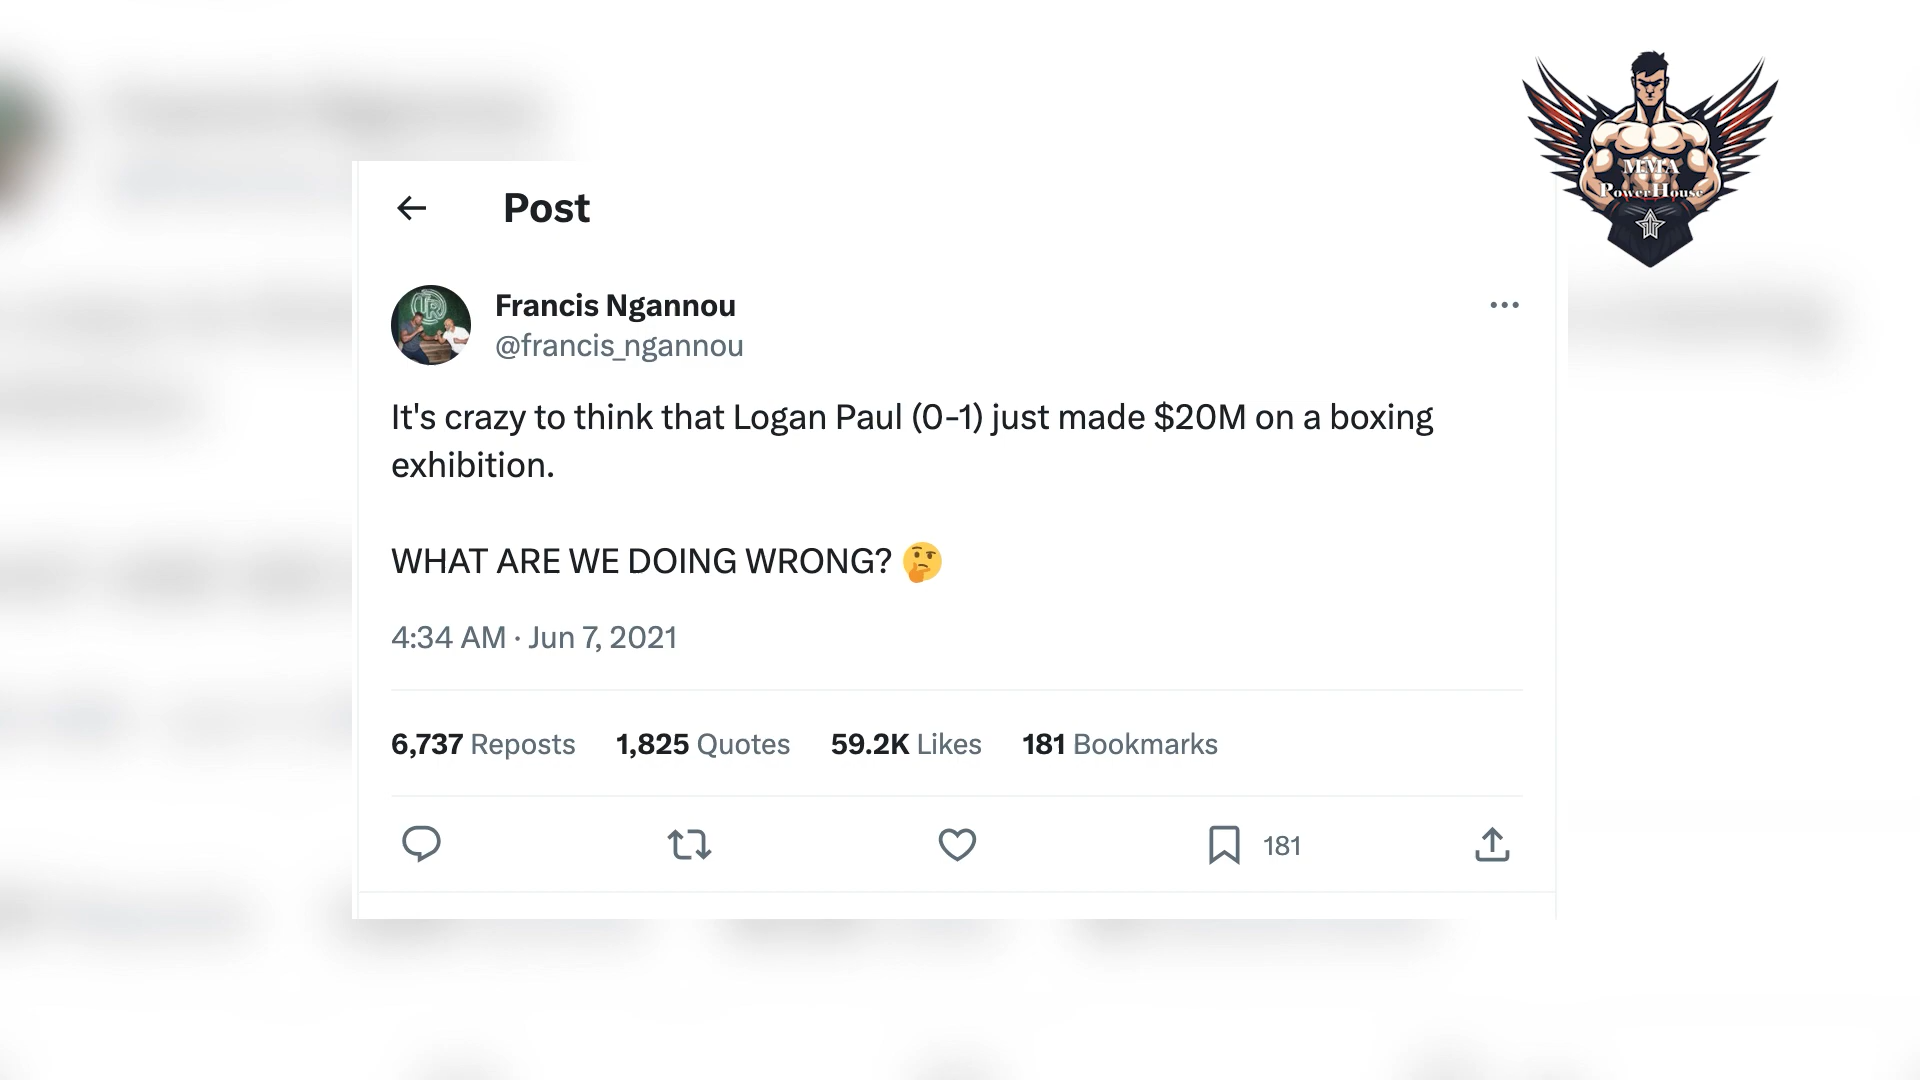 MMA
PowerHouse
Post
Francis Ngannou
@francis_ngannou
It's crazy to think that Logan Paul (0-1) just made $20M on a boxing
exhibition.
WHAT ARE WE DOING WRONG? 🤔
4:34 AM · Jun 7, 2021
6,737 Reposts 1,825 Quotes 59.2K Likes 181 Bookmarks
181